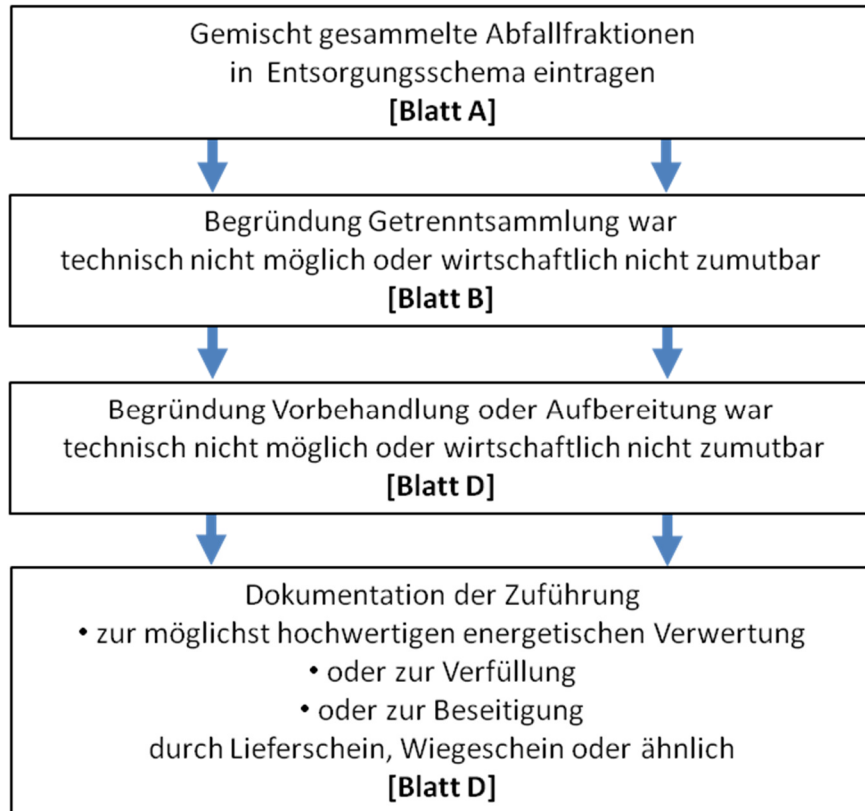 Gemischt gesammelte Abfallfraktionen
in Entsorgungsschema eintragen
[Blatt A]
Begründung Getrenntsammlung war
technisch nicht möglich oder wirtschaftlich nicht zumutbar
[Blatt B]
Begründung Vorbehandlung oder Aufbereitung war
technisch nicht möglich oder wirtschaftlich nicht zumutbar
[Blatt D]
Dokumentation der Zuführung
• zur möglichst hochwertigen energetischen Verwertung
• oder zur Verfüllung
• oder zur Beseitigung
durch Lieferschein, Wiegeschein oder ähnlich
[Blatt D]